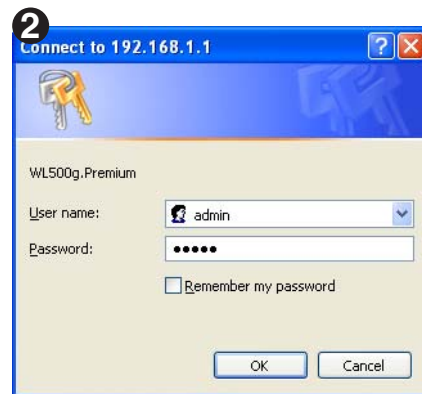 2
Connect to 192.168.1.1
WL500g.Premium
User name: admin
Password: •••••
Remember my password
OK Cancel